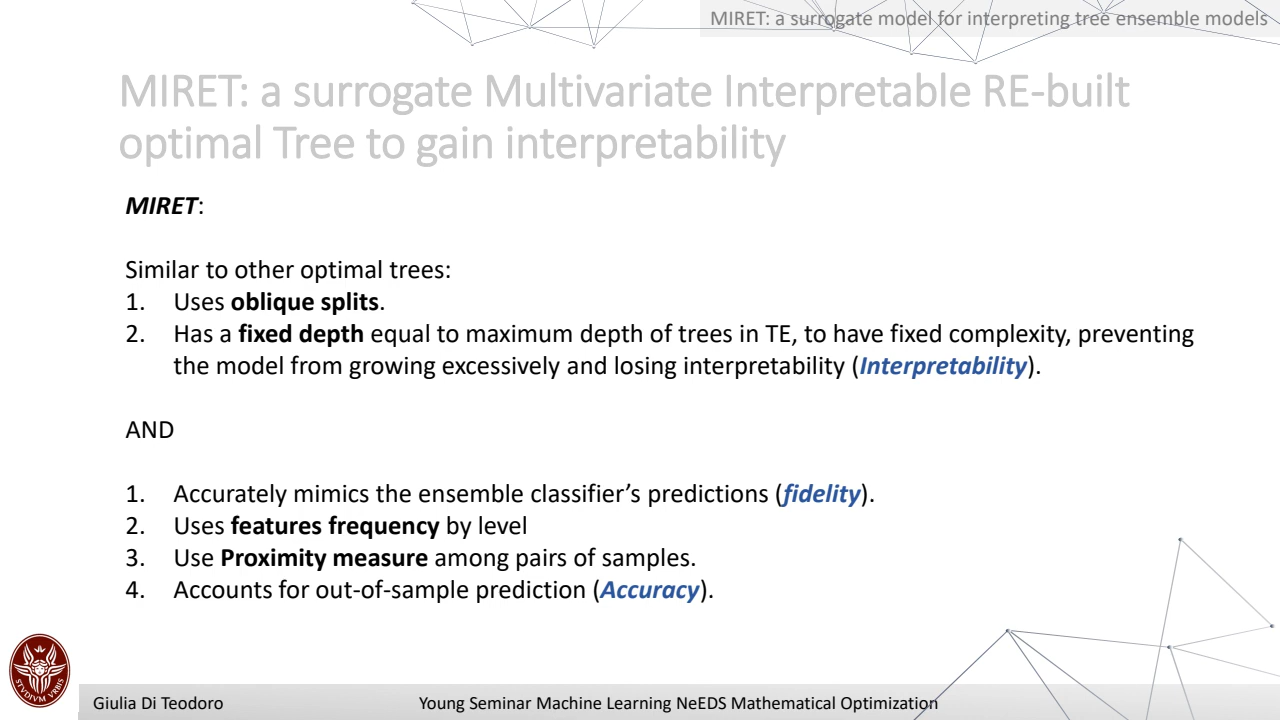 MIRET: a surrogate model for interpreting tree ensemble models
MIRET: a surrogate Multivariate Interpretable RE-built
optimal Tree to gain interpretability
MIRET:
Similar to other optimal trees:
1. Uses oblique splits.
2. Has a fixed depth equal to maximum depth of trees in TE, to have fixed complexity, preventing
the model from growing excessively and losing interpretability (Interpretability).
AND
1. Accurately mimics the ensemble classifier’s predictions (fidelity).
2. Uses features frequency by level
3. Use Proximity measure among pairs of samples.
4. Accounts for out-of-sample prediction (Accuracy).
STVDIVM VRBIS
Giulia Di Teodoro
Young Seminar Machine Learning NeEDS Mathematical Optimization